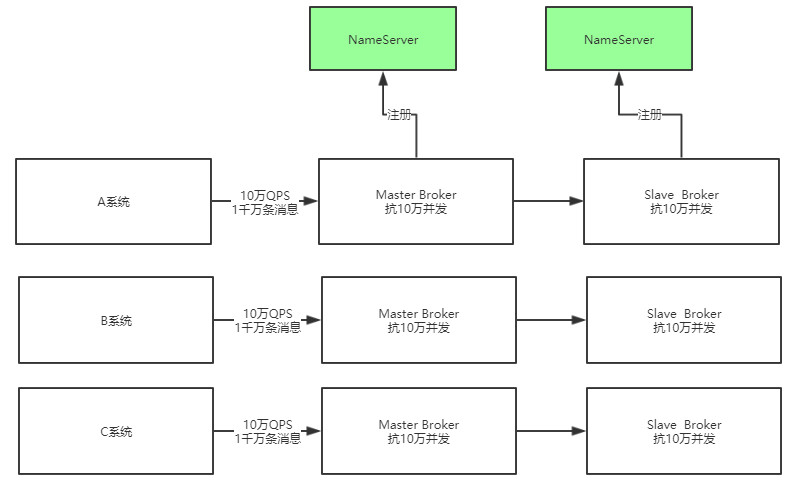 NameServer
NameServer
注册
注册
A系统
10万QPS
1千万条消息
Master Broker
抗10万并发
Slave Broker
抗10万并发
B系统
10万QPS
1千万条消息
Master Broker
抗10万并发
Slave Broker
抗10万并发
C系统
10万QPS
1千万条消息
Master Broker
抗10万并发
Slave Broker
抗10万并发